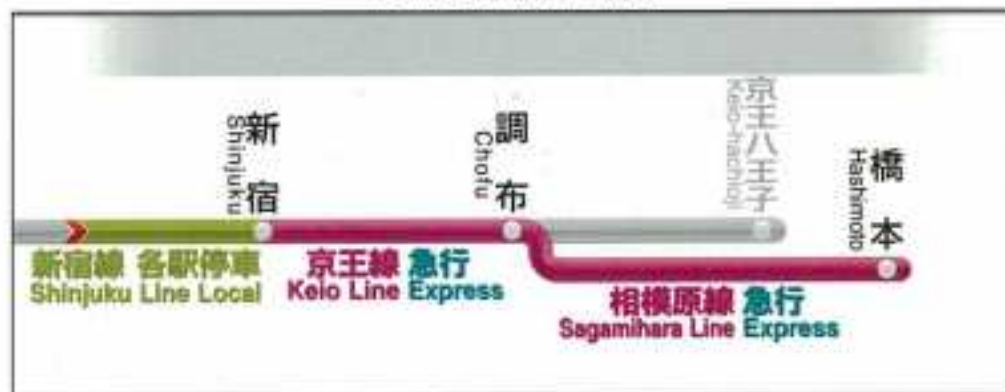 新宿
Shinjuku
調布
Chofu
京王八王子
Keio-hachioji
橋本
Hashimoto
新宿線 各駅停車
Shinjuku Line Local
京王線 急行
Keio Line Express
相模原線 急行
Sagamihara Line Express